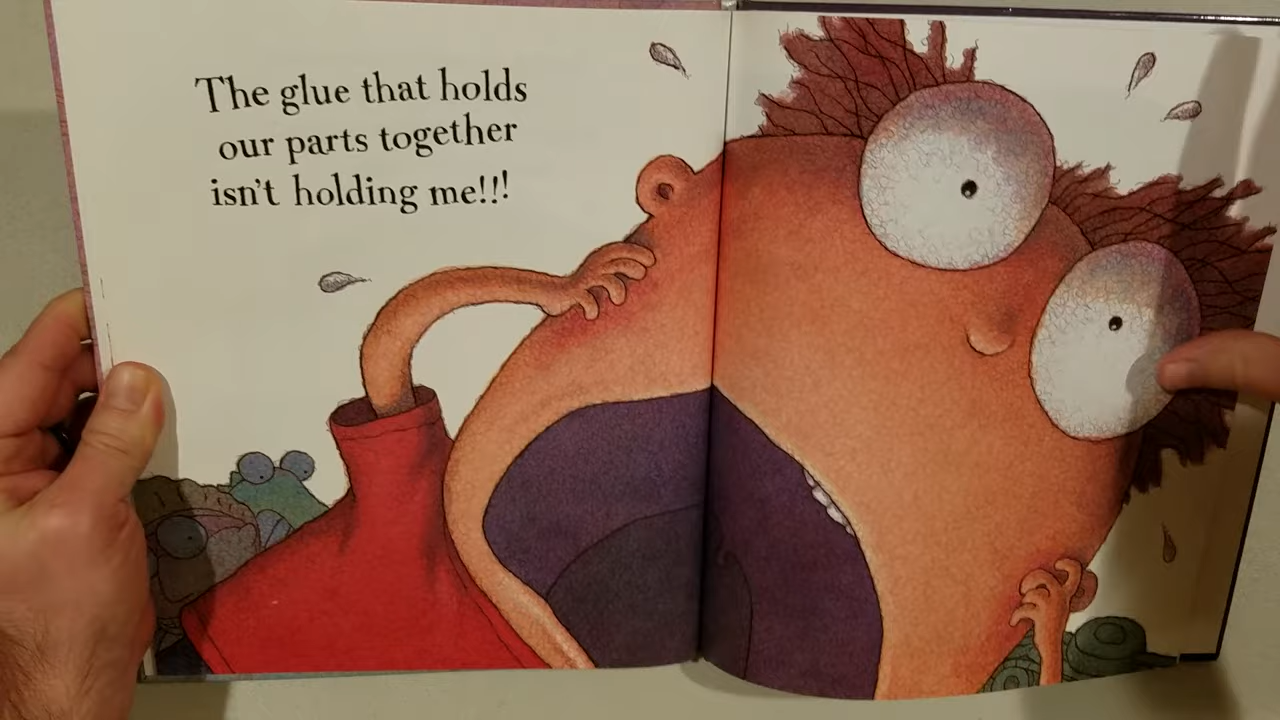 The glue that holds
our parts together
isn't holding me!!!